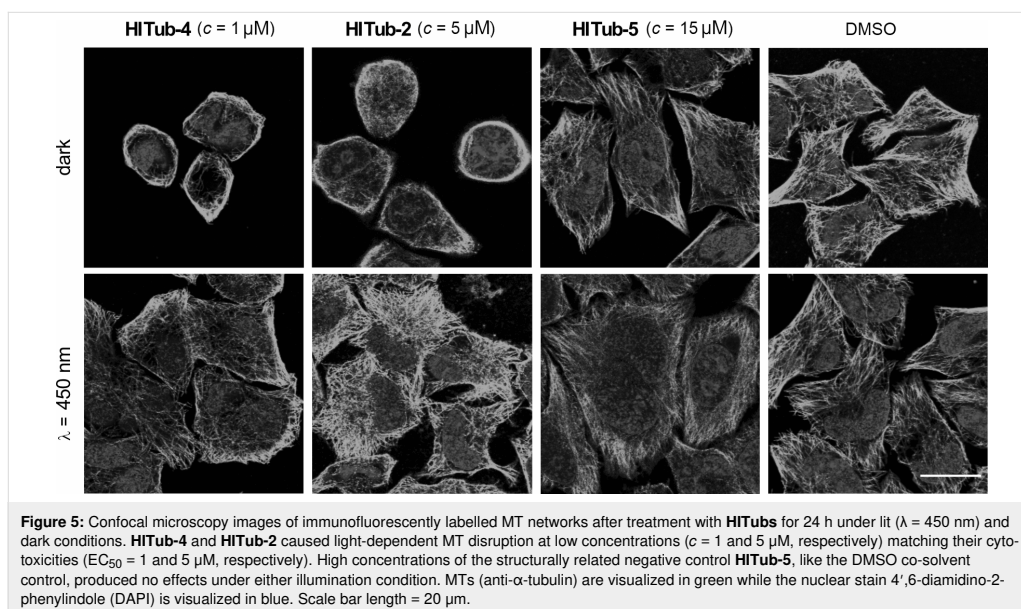 HITub-4 (c = 1 µM) HITub-2 (c = 5 µM) HITub-5 (c = 15 µM) DMSO
dark
λ = 450 nm
Figure 5: Confocal microscopy images of immunofluorescently labelled MT networks after treatment with HITubs for 24 h under lit (λ = 450 nm) and
dark conditions. HITub-4 and HITub-2 caused light-dependent MT disruption at low concentrations (c = 1 and 5 µM, respectively) matching their cyto-
toxicities (EC50 = 1 and 5 µM, respectively). High concentrations of the structurally related negative control HITub-5, like the DMSO co-solvent
control, produced no effects under either illumination condition. MTs (anti-α-tubulin) are visualized in green while the nuclear stain 4′,6-diamidino-2-
phenylindole (DAPI) is visualized in blue. Scale bar length = 20 µm.